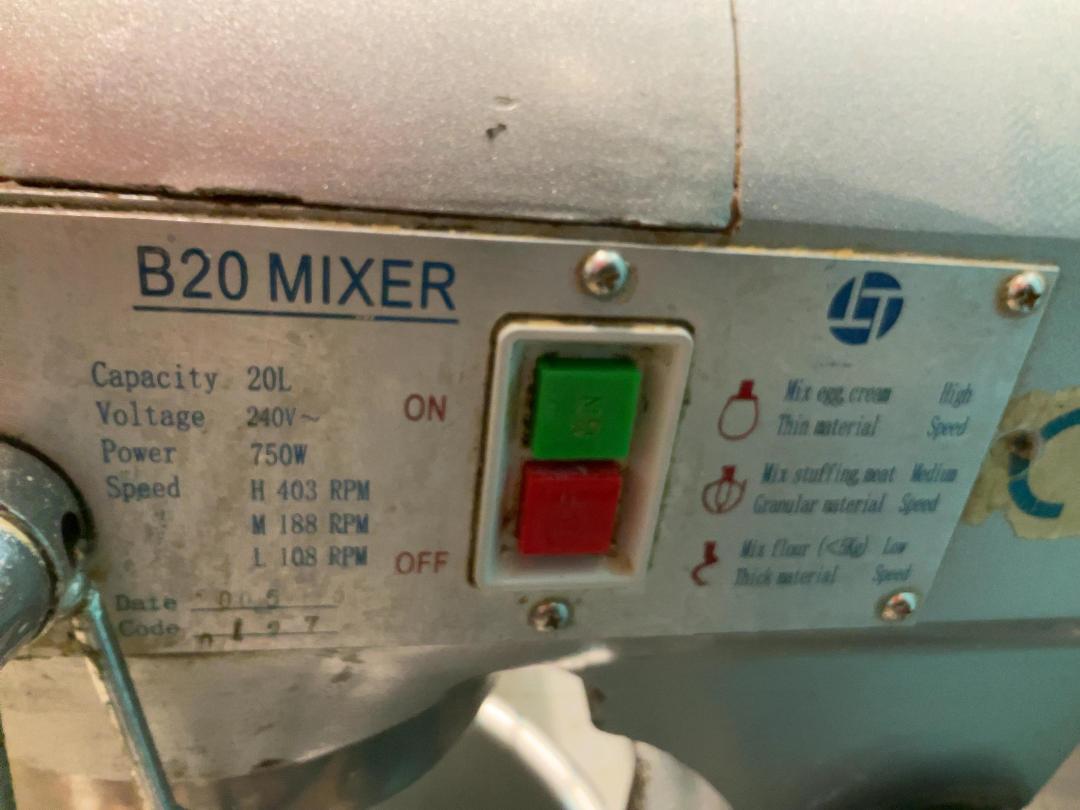 B20 MIXER
Capacity 20L
Voltage 240V~
Power 750W
Speed H 403 RPM
M 188 RPM
L 108 RPM
Date
Code
ON
OFF
LT
Mix egg, cream High
Thin material Speed
Mix stuffing, meat Medium
Granular material Speed
Mix flour (<5Kg) Low
Thick material Speed